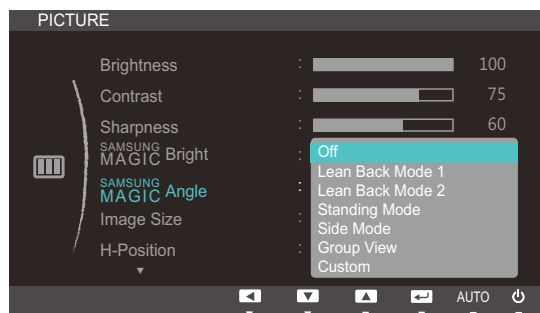 PICTURE
Brightness : 100
Contrast : 75
Sharpness : 60
SAMSUNG MAGIC Bright :
SAMSUNG MAGIC Angle :
Image Size :
H-Position :
Off
Lean Back Mode 1
Lean Back Mode 2
Standing Mode
Side Mode
Group View
Custom
AUTO